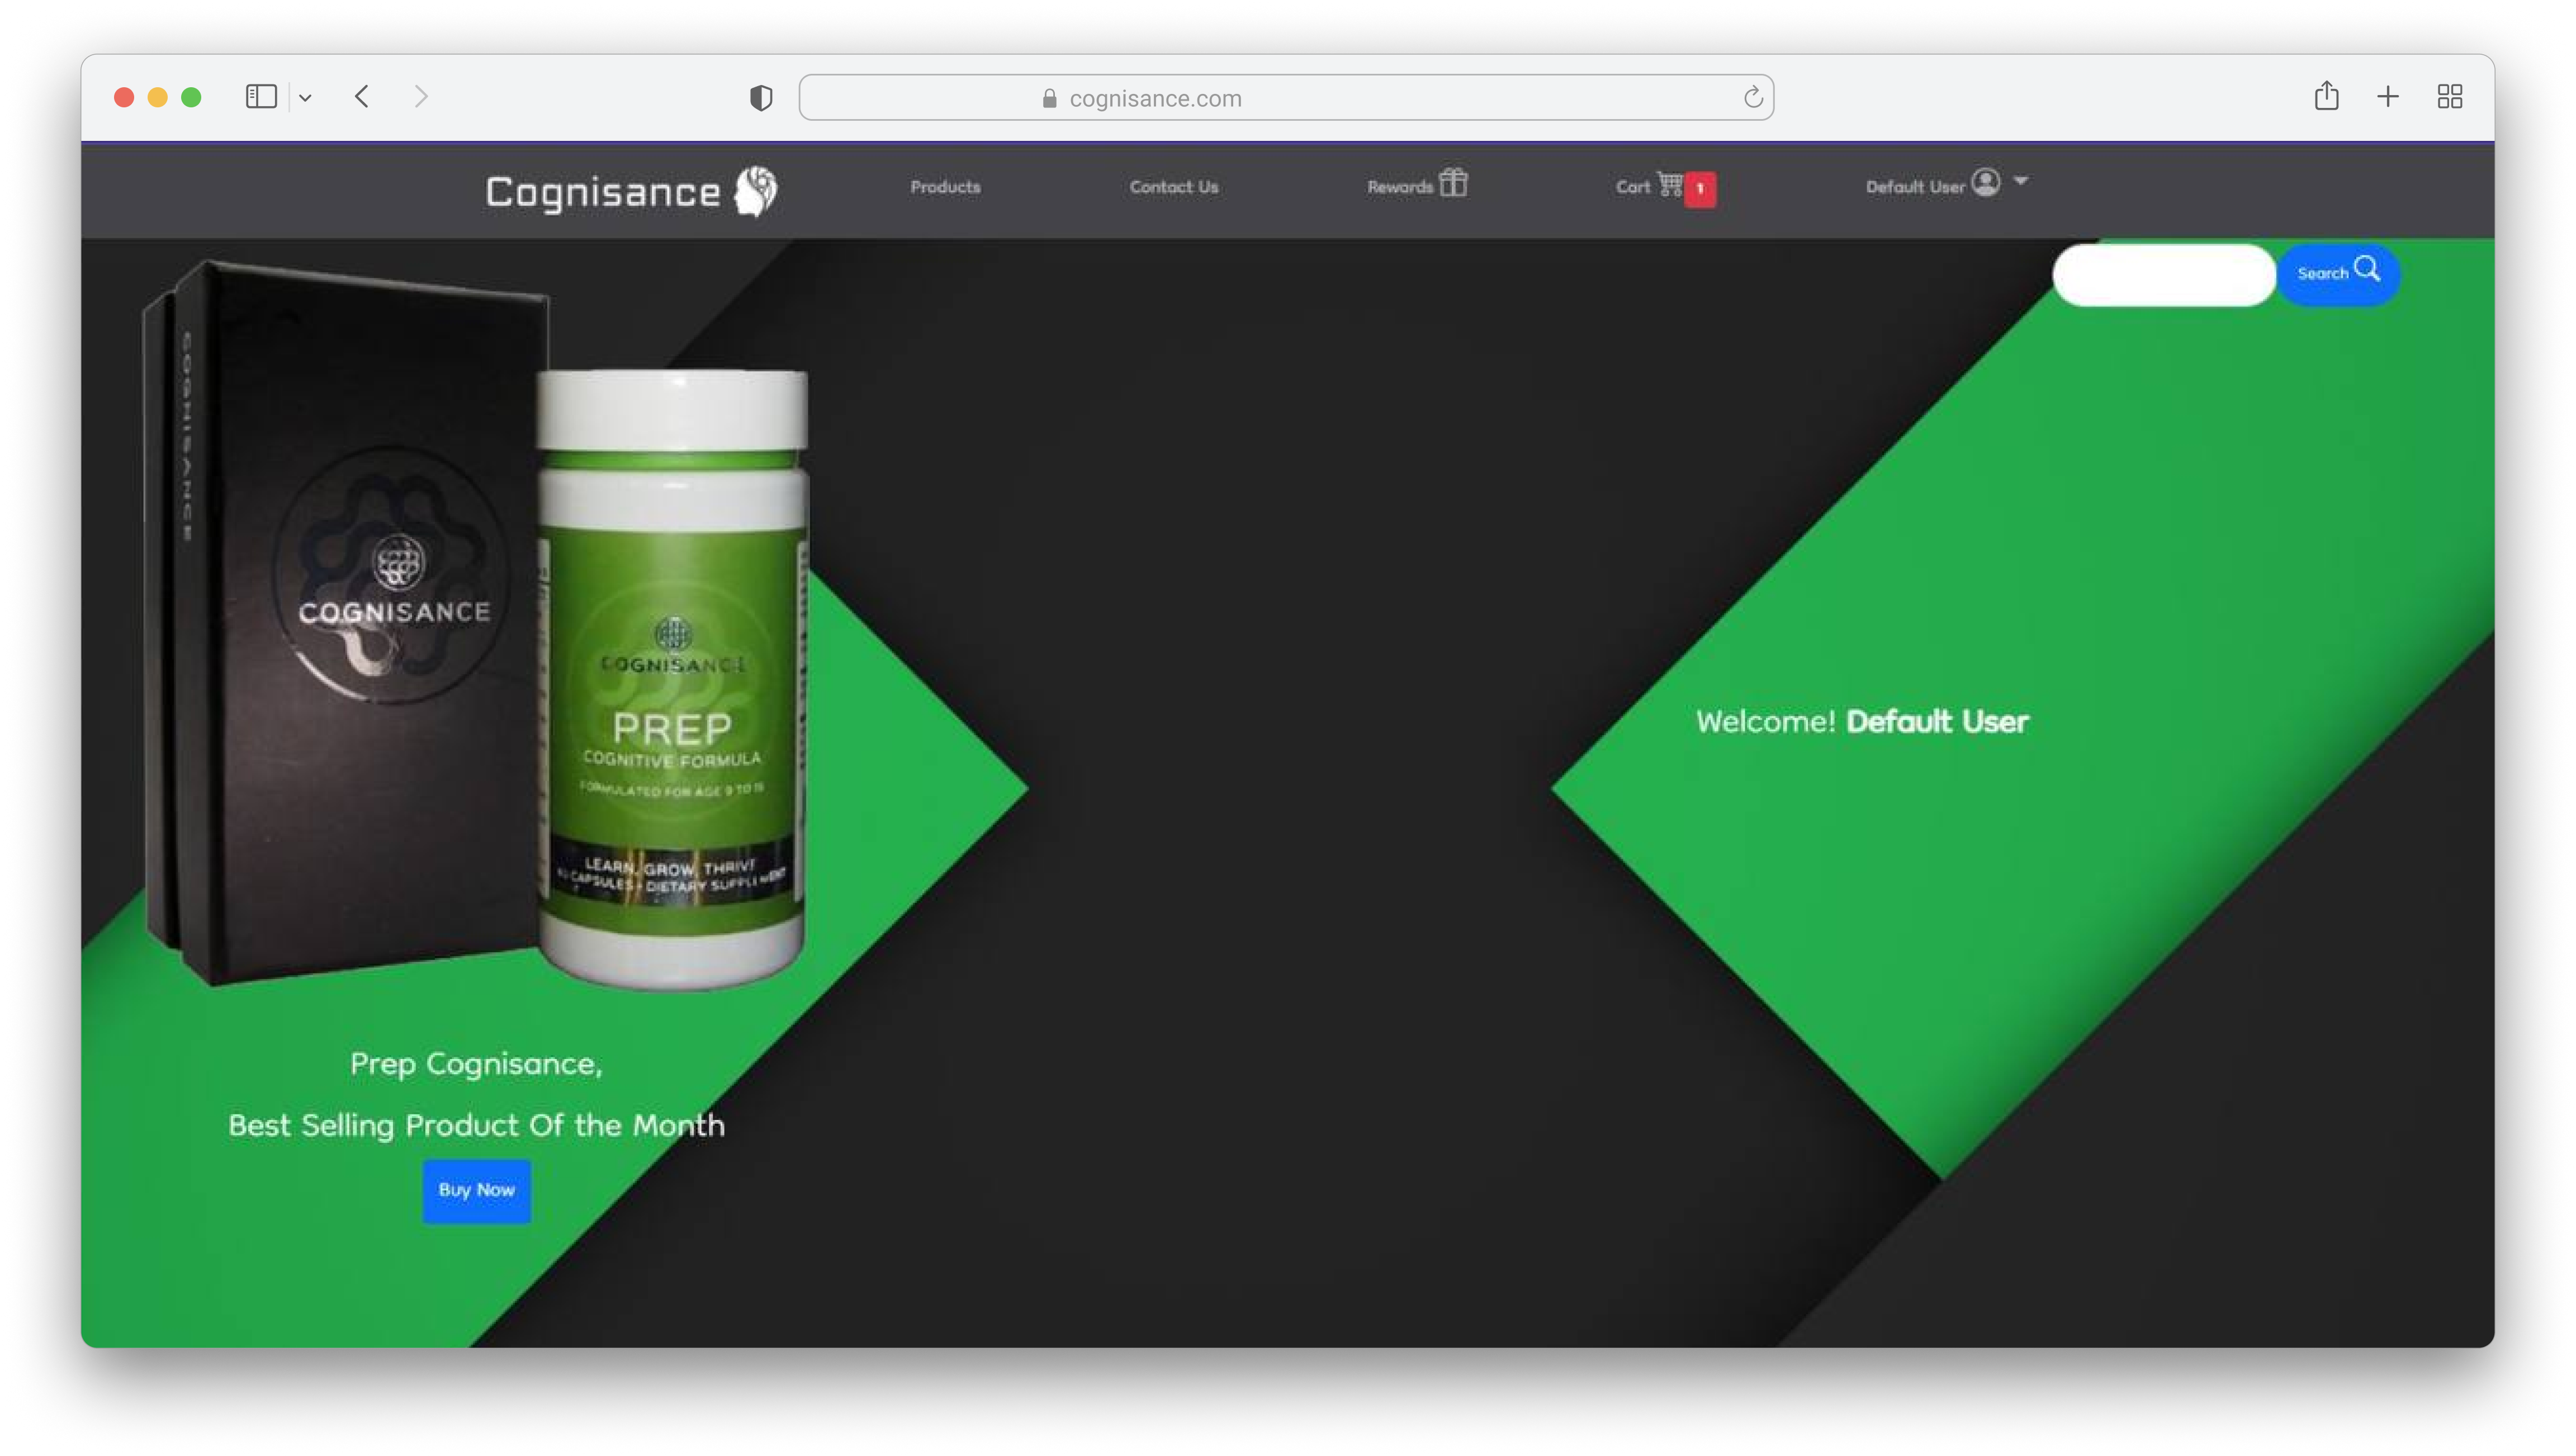 cognisance.com
Cognisance
Products
Contact Us
Rewards
Cart
1
Default User
Search
COGNISANCE
COGNISANCE
COGNISANCE
PREP
COGNITIVE FORMULA
FORMULATED FOR AGE 9 TO
LEARN, GROW, THRIVE
CAPSULES • DIETARY SUPPLEMENT
Welcome! Default User
Prep Cognisance,
Best Selling Product Of the Month
Buy Now